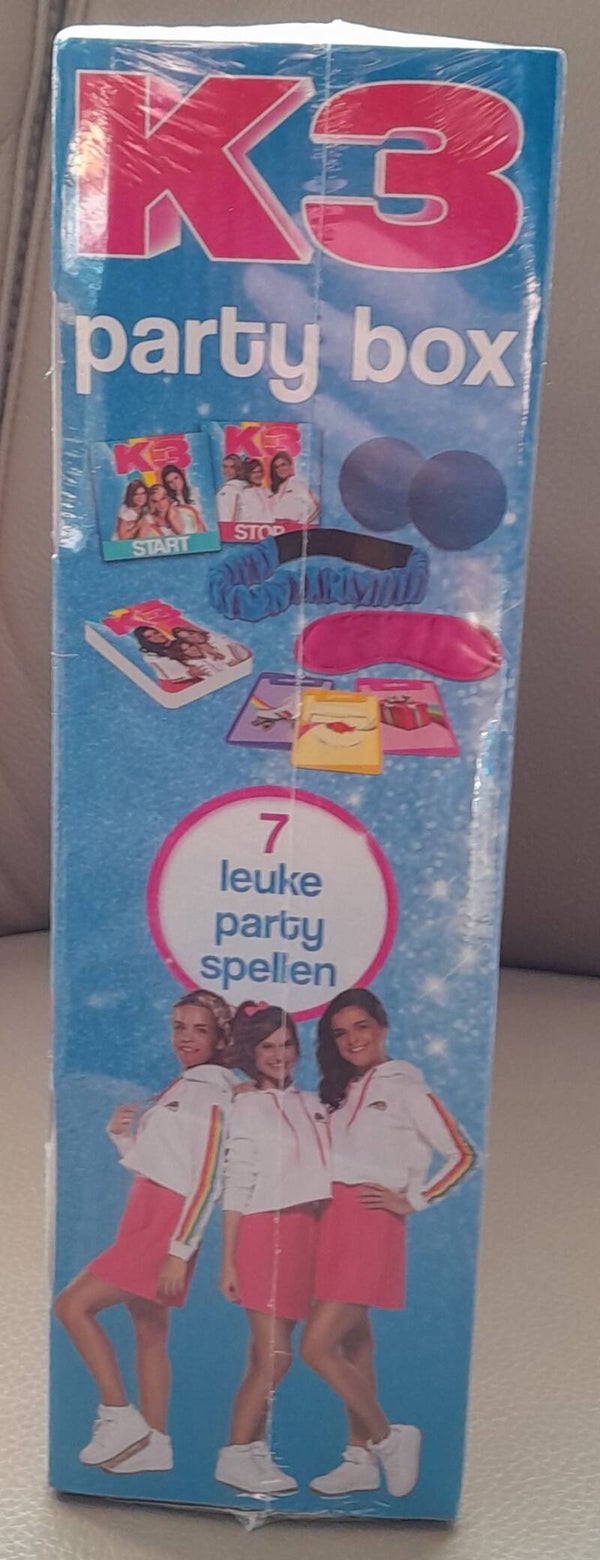 K3
party box
K3
START
K3
STOP
K3
7
leuke
party
spellen